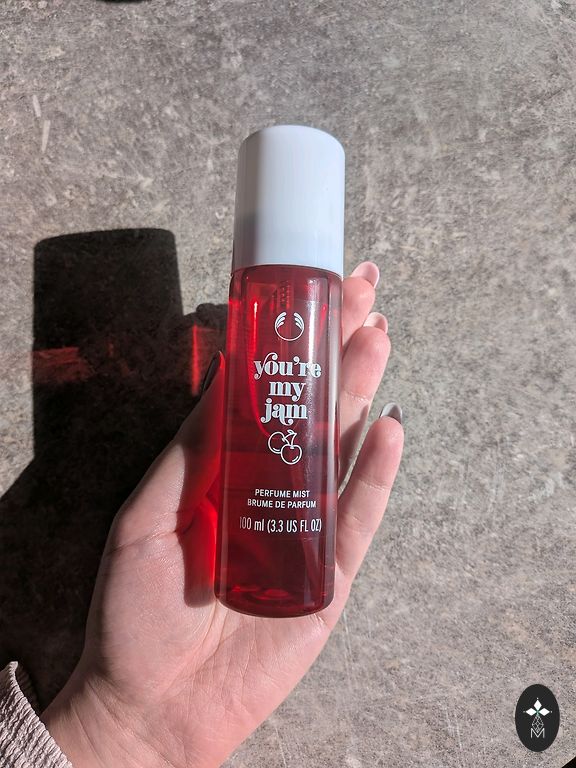 you're
my
jam
PERFUME MIST
BRUME DE PARFUM
100 ml (3.3 US FL OZ)
M